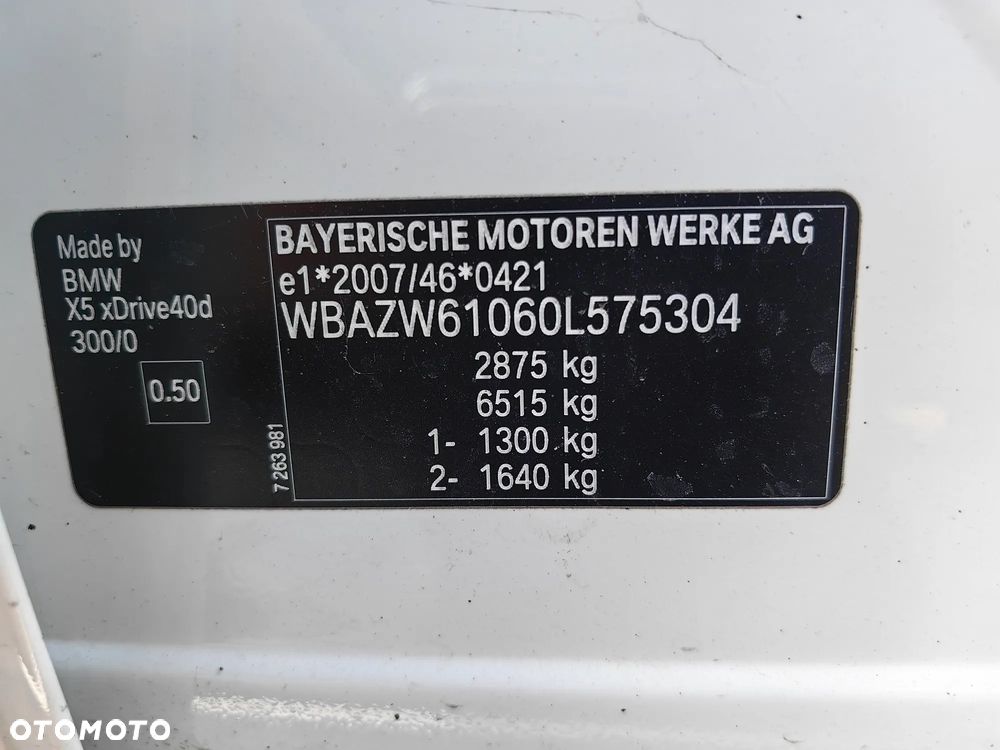 Made by
BMW
X5 xDrive40d
300/0
0.50
7 263 981
BAYERISCHE MOTOREN WERKE AG
e1*2007/46*0421
WBAZW61060L575304
2875 kg
6515 kg
1- 1300 kg
2- 1640 kg
OTOMOTO